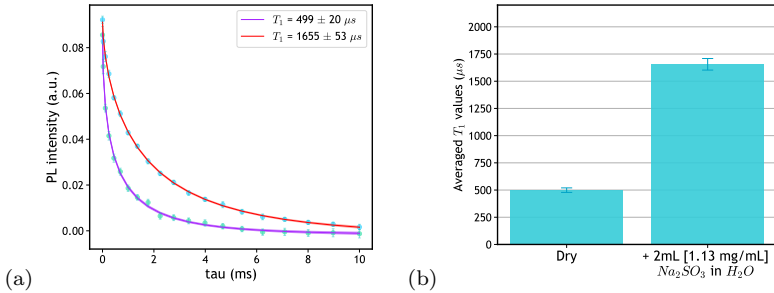 T₁ = 499 ± 20 μs
T₁ = 1655 ± 53 μs
0.08
0.06
0.04
0.02
0.00
PL intensity (a.u.)
0 2 4 6 8 10
tau (ms)
(a)
2000
1750
1500
1250
1000
750
500
250
0
Averaged T₁ values (μs)
Dry
+ 2mL [1.13 mg/mL]
Na₂SO₃ in H₂O
(b)